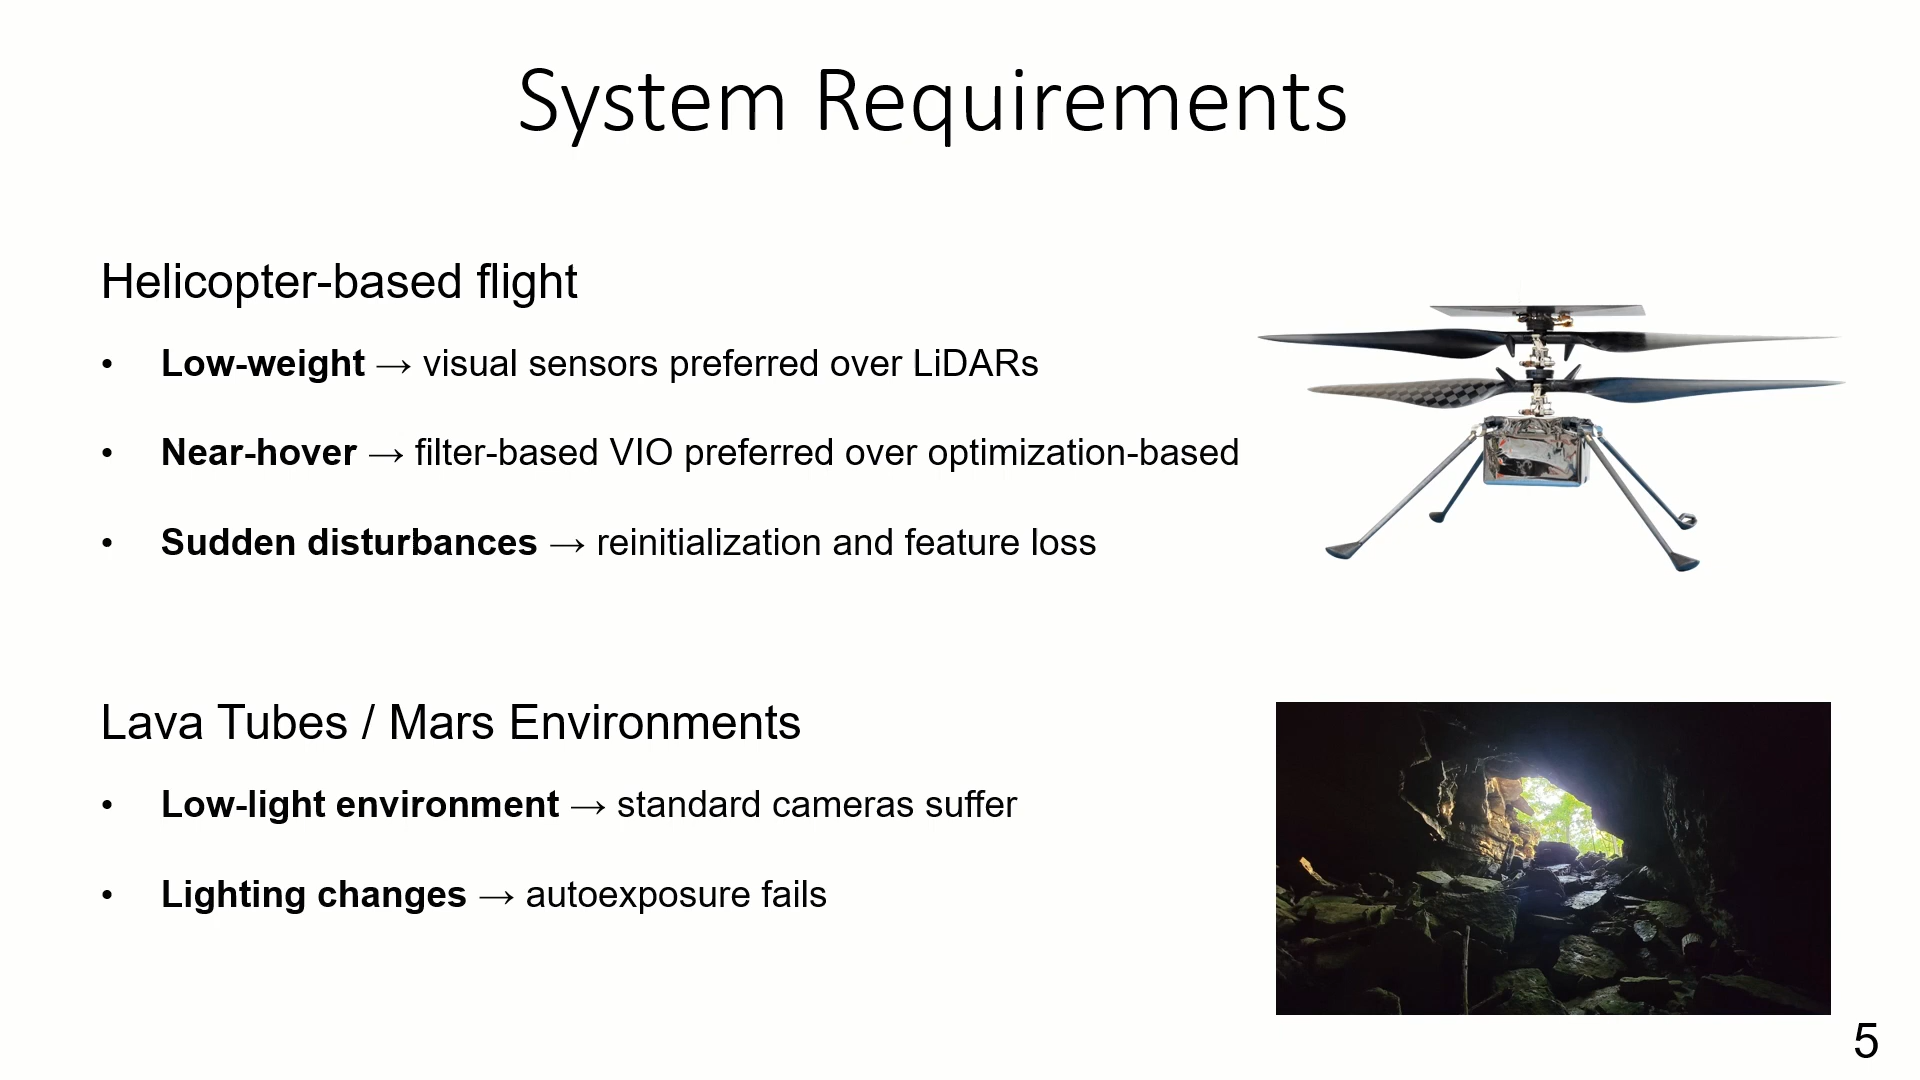 System Requirements
Helicopter-based flight
• Low-weight → visual sensors preferred over LiDARs
• Near-hover → filter-based VIO preferred over optimization-based
• Sudden disturbances → reinitialization and feature loss
Lava Tubes / Mars Environments
• Low-light environment → standard cameras suffer
• Lighting changes → autoexposure fails
5